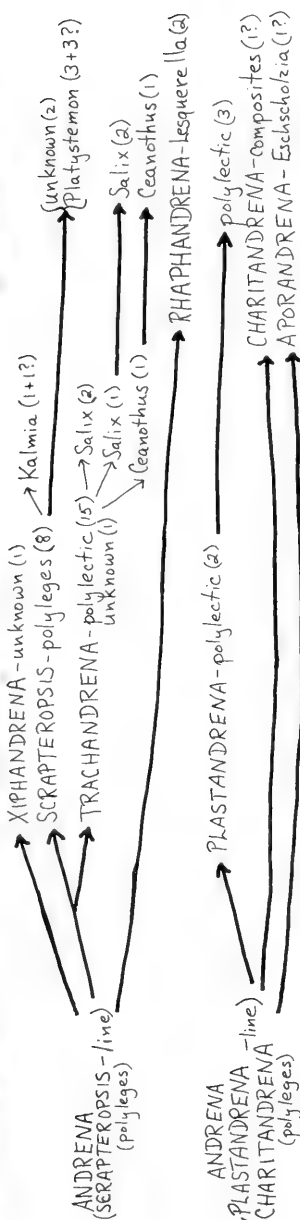 XIPHANDRENA-unknown (1)
SCRAPTEROPSIS-polyleges (8)
Kalmia (1+1?)
{unknown (2)
Platystemon (3+3?)
TRACHANDRENA-polylectic (15)
unknown (1)
Salix (2)
Salix (1)
Ceanothus (1)
Salix (2)
Ceanothus (1)
RHAPHANDRENA-Lesquerella (2)
ANDRENA
(SCRAPTEROPSIS-line)
(polyleges)
PLASTANDRENA-polylectic (2)
polylectic (3)
CHARITANDRENA-composites (1?)
APORANDRENA-Eschscholzia (1?)
ANDRENA
(PLASTANDRENA -line)
CHARITANDRENA
(polyleges)